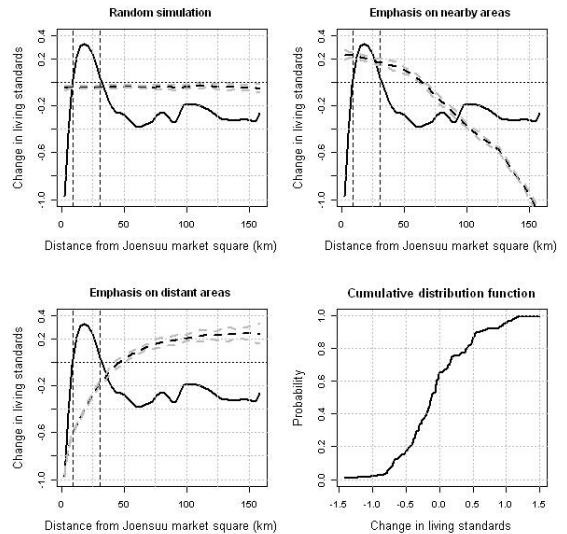 Random simulation
Change in living standards
-1.0 -0.6 -0.2 0.2 0.4
0 50 100 150
Distance from Joensuu market square (km)
Emphasis on nearby areas
Change in living standards
-1.0 -0.6 -0.2 0.2 0.4
0 50 100 150
Distance from Joensuu market square (km)
Emphasis on distant areas
Change in living standards
-1.0 -0.6 -0.2 0.2 0.4
0 50 100 150
Distance from Joensuu market square (km)
Cumulative distribution function
Probability
0.0 0.2 0.4 0.6 0.8 1.0
-1.5 -1.0 -0.5 0.0 0.5 1.0 1.5
Change in living standards